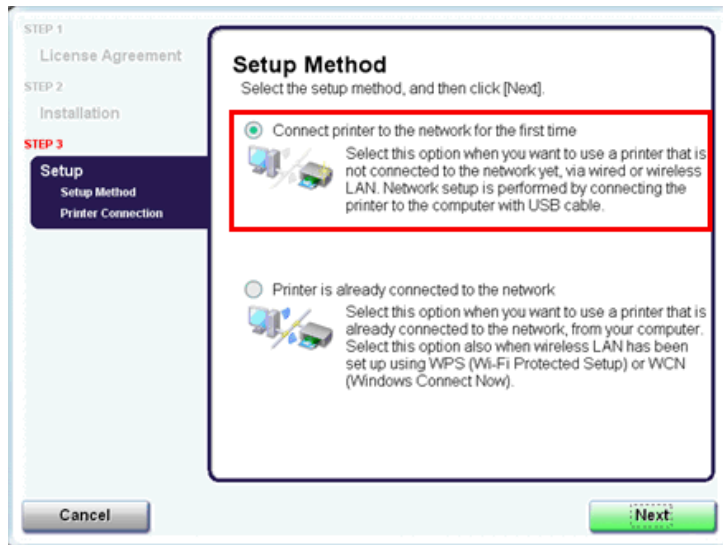 STEP 1
License Agreement
STEP 2
Installation
STEP 3
Setup
Setup Method
Printer Connection
Setup Method
Select the setup method, and then click [Next].
Connect printer to the network for the first time
Select this option when you want to use a printer that is
not connected to the network yet, via wired or wireless
LAN. Network setup is performed by connecting the
printer to the computer with USB cable.
Printer is already connected to the network
Select this option when you want to use a printer that is
already connected to the network, from your computer.
Select this option also when wireless LAN has been
set up using WPS (Wi-Fi Protected Setup) or WCN
(Windows Connect Now).
Cancel
Next